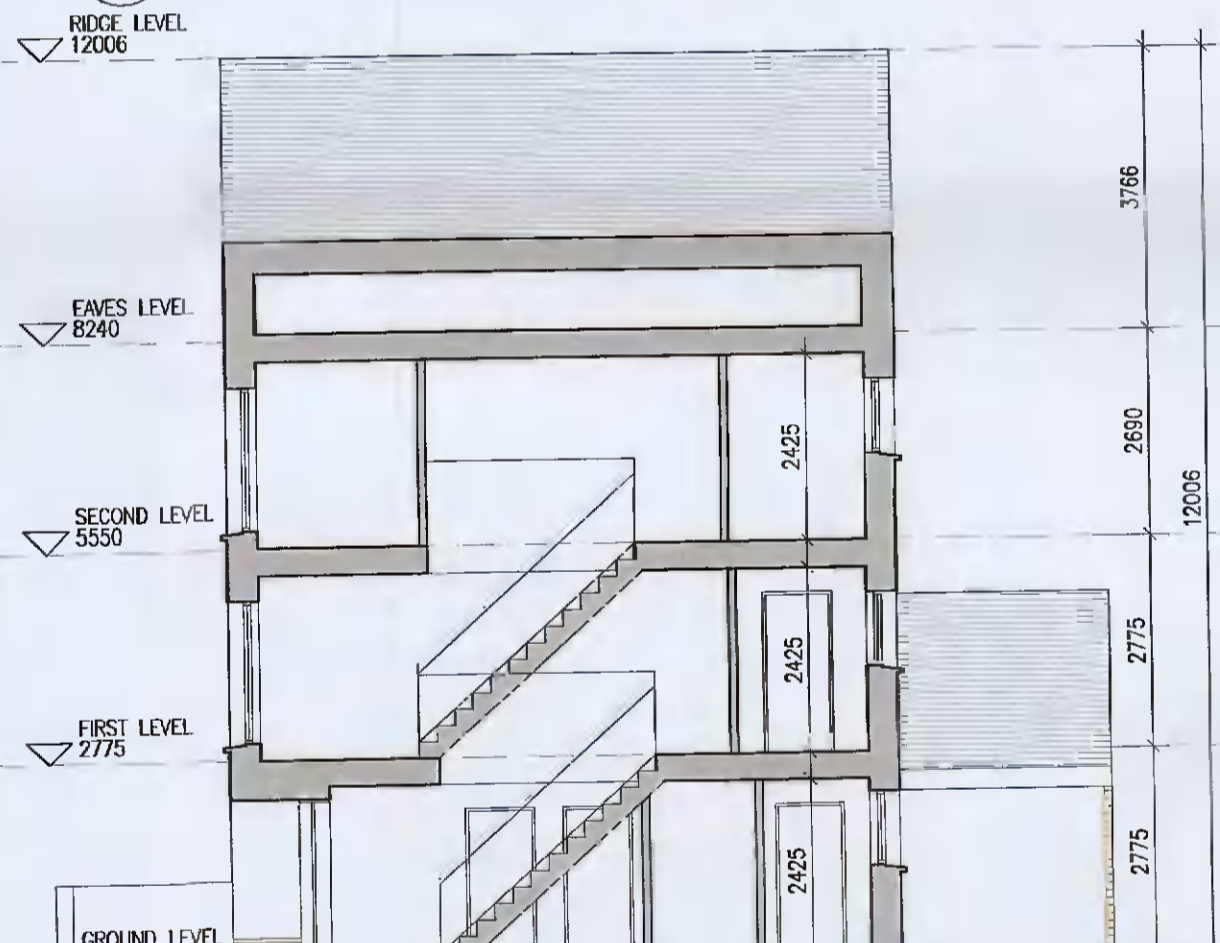 RIDGE LEVEL
12006
3766
EAVES LEVEL
8240
2425
2690
12006
SECOND LEVEL
5550
2425
2775
FIRST LEVEL
2775
2425
2775
GROUND LEVEL